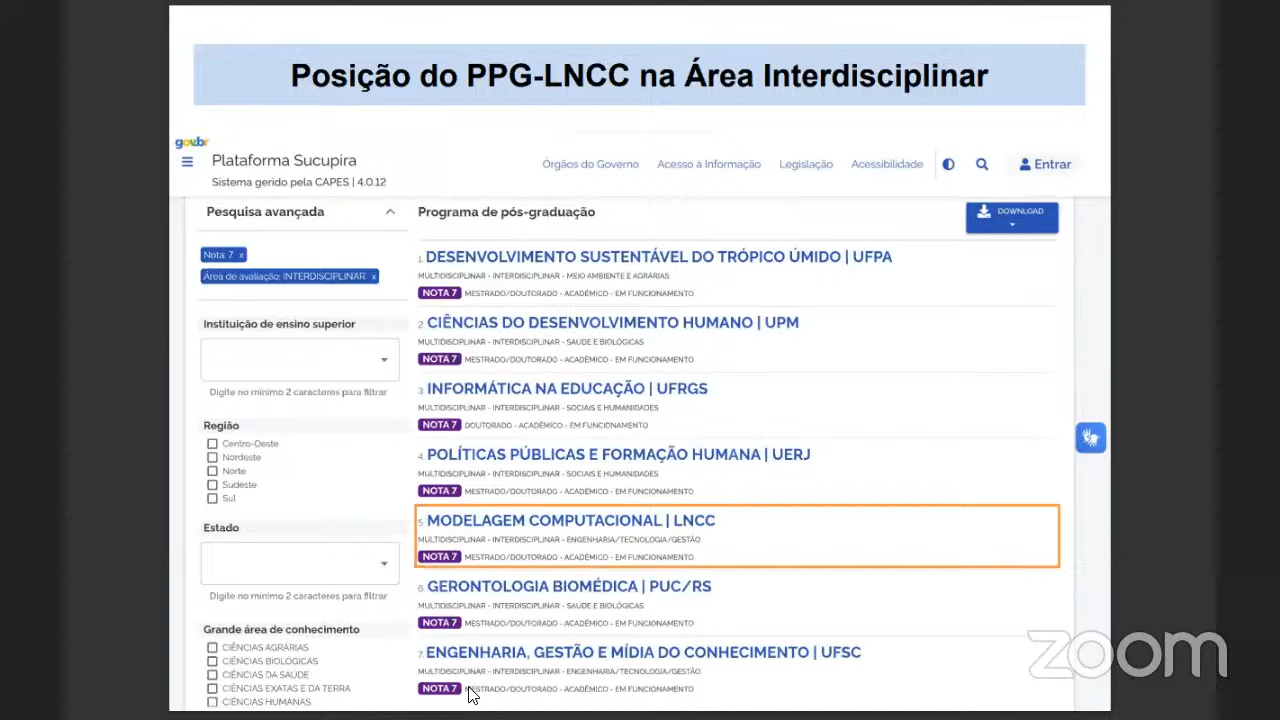 Posição do PPG-LNCC na Área Interdisciplinar
gov.br
Plataforma Sucupira
Sistema gerido pela CAPES | 4.0.12
Órgãos do Governo
Acesso à Informação
Legislação
Acessibilidade
Entrar
Pesquisa avançada
Nota: 7 x
Área de avaliação: INTERDISCIPLINAR x
Instituição de ensino superior
Digite no mínimo 2 caracteres para filtrar
Região
Centro-Oeste
Nordeste
Norte
Sudeste
Sul
Estado
Digite no mínimo 2 caracteres para filtrar
Grande área de conhecimento
CIÊNCIAS AGRÁRIAS
CIÊNCIAS BIOLÓGICAS
CIÊNCIAS DA SAÚDE
CIÊNCIAS EXATAS E DA TERRA
CIÊNCIAS HUMANAS
Programa de pós-graduação
DOWNLOAD
1. DESENVOLVIMENTO SUSTENTÁVEL DO TRÓPICO ÚMIDO | UFPA
MULTIDISCIPLINAR - INTERDISCIPLINAR - MEIO AMBIENTE E AGRÁRIAS
NOTA 7 MESTRADO/DOUTORADO - ACADÊMICO - EM FUNCIONAMENTO
2. CIÊNCIAS DO DESENVOLVIMENTO HUMANO | UPM
MULTIDISCIPLINAR - INTERDISCIPLINAR - SAÚDE E BIOLÓGICAS
NOTA 7 MESTRADO/DOUTORADO - ACADÊMICO - EM FUNCIONAMENTO
3. INFORMÁTICA NA EDUCAÇÃO | UFRGS
MULTIDISCIPLINAR - INTERDISCIPLINAR - SOCIAIS E HUMANIDADES
NOTA 7 DOUTORADO - ACADÊMICO - EM FUNCIONAMENTO
4. POLÍTICAS PÚBLICAS E FORMAÇÃO HUMANA | UERJ
MULTIDISCIPLINAR - INTERDISCIPLINAR - SOCIAIS E HUMANIDADES
NOTA 7 MESTRADO/DOUTORADO - ACADÊMICO - EM FUNCIONAMENTO
5. MODELAGEM COMPUTACIONAL | LNCC
MULTIDISCIPLINAR - INTERDISCIPLINAR - ENGENHARIA/TECNOLOGIA/GESTÃO
NOTA 7 MESTRADO/DOUTORADO - ACADÊMICO - EM FUNCIONAMENTO
6. GERONTOLOGIA BIOMÉDICA | PUC/RS
MULTIDISCIPLINAR - INTERDISCIPLINAR - SAÚDE E BIOLÓGICAS
NOTA 7 MESTRADO/DOUTORADO - ACADÊMICO - EM FUNCIONAMENTO
7. ENGENHARIA, GESTÃO E MÍDIA DO CONHECIMENTO | UFSC
MULTIDISCIPLINAR - INTERDISCIPLINAR - ENGENHARIA/TECNOLOGIA/GESTÃO
NOTA 7 MESTRADO/DOUTORADO - ACADÊMICO - EM FUNCIONAMENTO
zoom